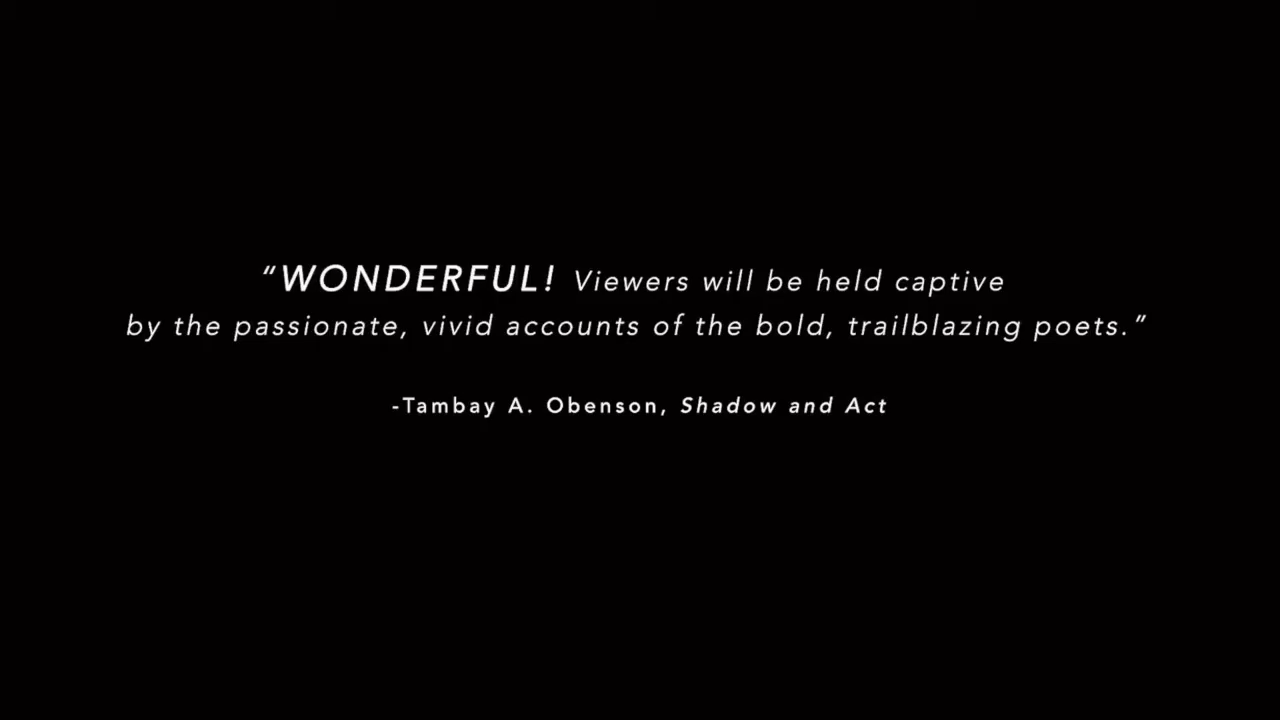 “WONDERFUL! Viewers will be held captive
by the passionate, vivid accounts of the bold, trailblazing poets.”
-Tambay A. Obenson, Shadow and Act